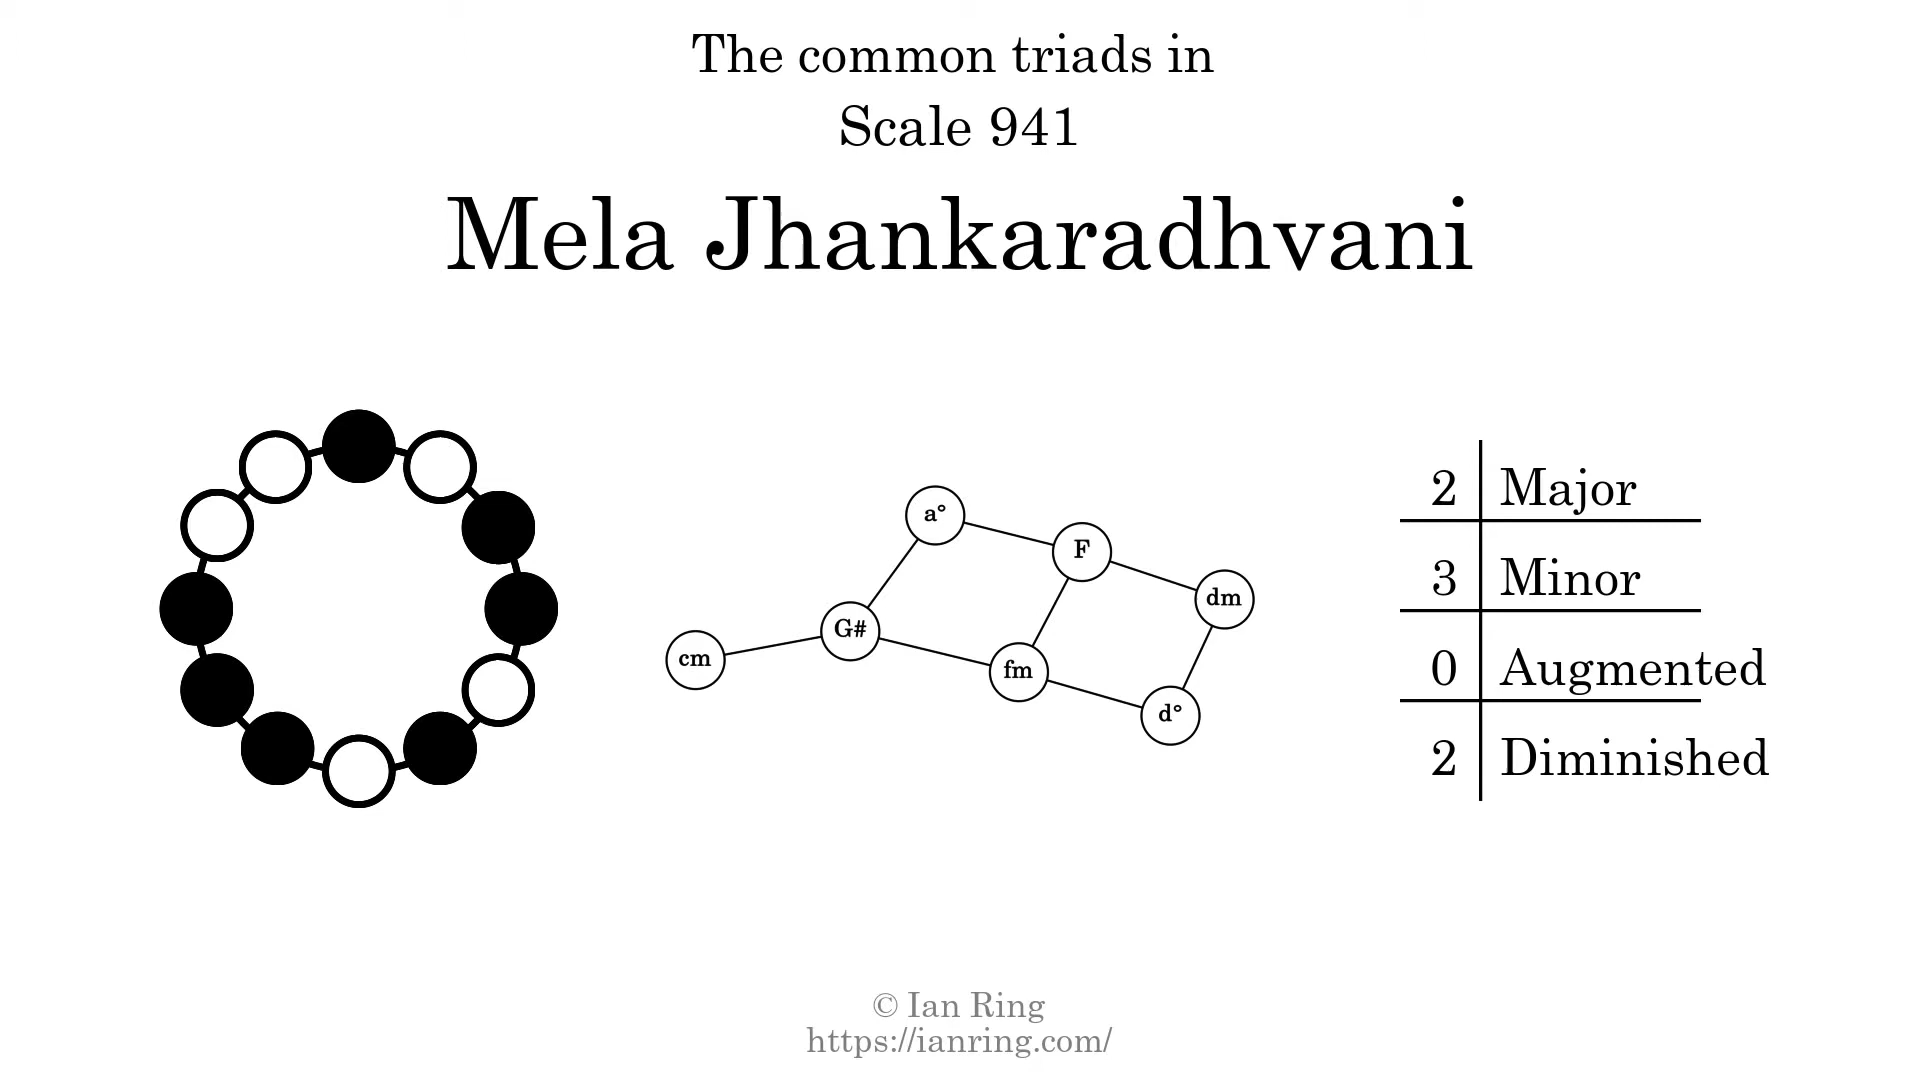 The common triads in
Scale 941
Mela Jhankaradhvani
a°
F
dm
G#
cm
fm
d°
2 Major
3 Minor
0 Augmented
2 Diminished
© Ian Ring
https://ianring.com/